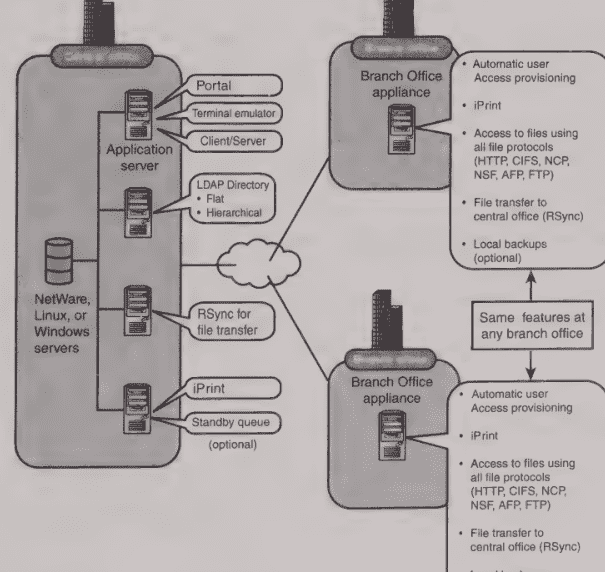 Portal
Terminal emulator
Client/Server
Application
server
LDAP Directory
• Flat
• Hierarchical
NetWare,
Linux, or
Windows
servers
RSync for
file transfer
iPrint
Standby queue
(optional)
Branch Office
appliance
• Automatic user
Access provisioning
• iPrint
• Access to files using
all file protocols
(HTTP, CIFS, NCP,
NSF, AFP, FTP)
• File transfer to
central office (RSync)
• Local backups
(optional)
Same features at
any branch office
Branch Office
appliance
• Automatic user
Access provisioning
• iPrint
• Access to files using
all file protocols
(HTTP, CIFS, NCP,
NSF, AFP, FTP)
• File transfer to
central office (RSync)